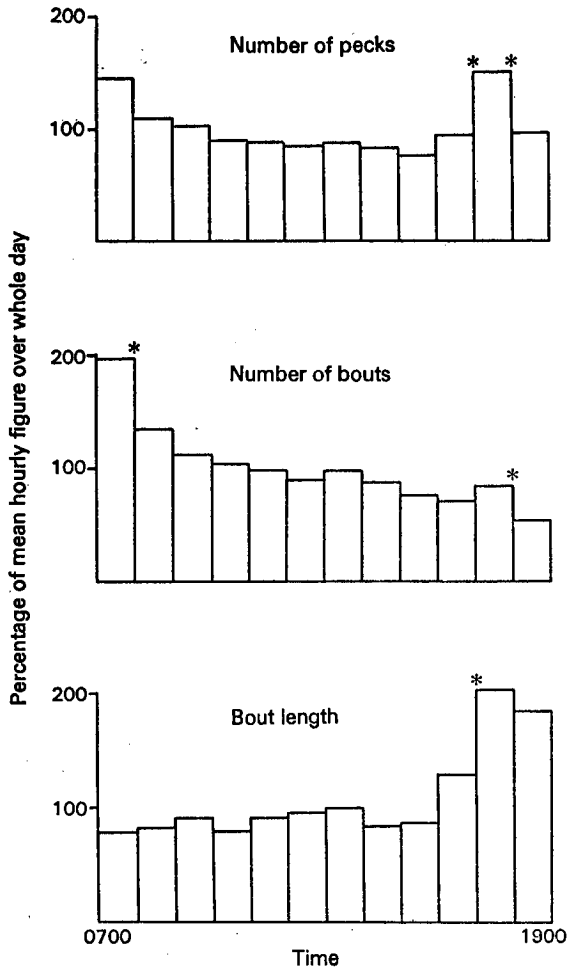 Percentage of mean hourly figure over whole day
Number of pecks
200
* *
100
Number of bouts
200
*
100
*
Bout length
200
*
100
0700 1900
Time